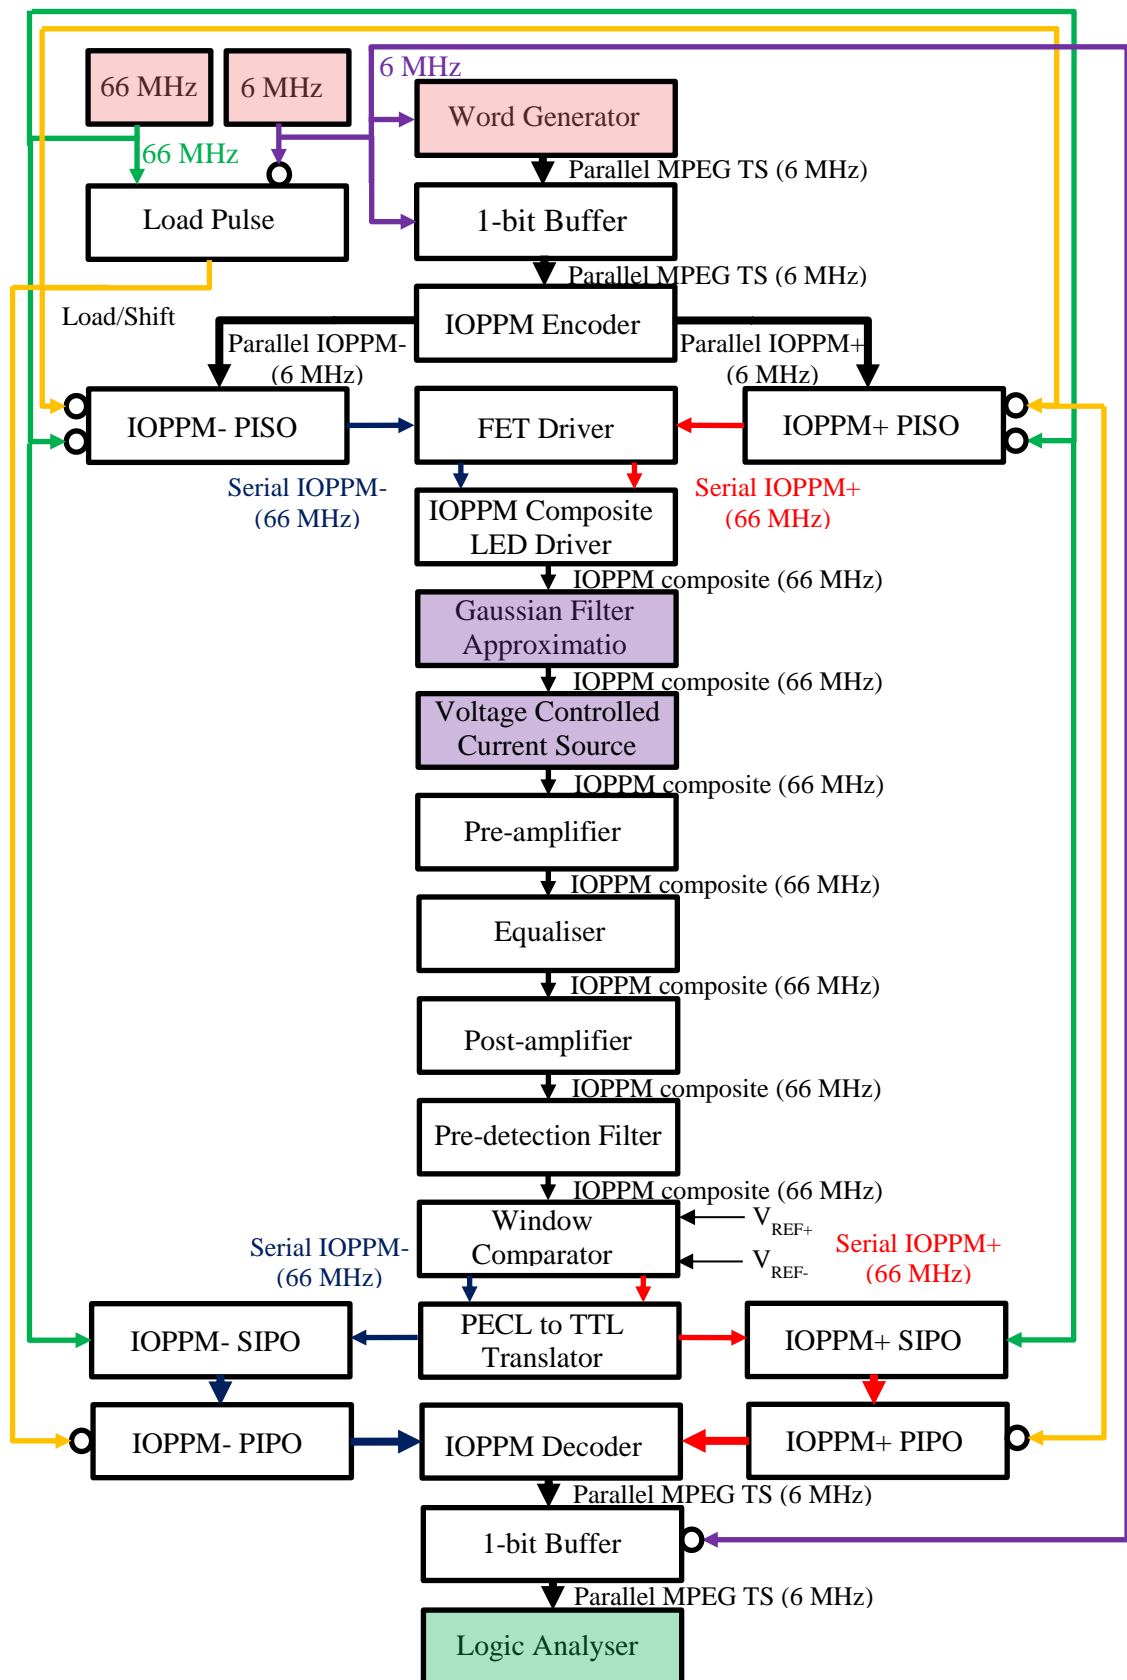 66 MHz
6 MHz
6 MHz
Word Generator
66 MHz
Parallel MPEG TS (6 MHz)
Load Pulse
1-bit Buffer
Parallel MPEG TS (6 MHz)
Load/Shift
IOPPM Encoder
Parallel IOPPM-
(6 MHz)
Parallel IOPPM+
(6 MHz)
IOPPM- PISO
FET Driver
IOPPM+ PISO
Serial IOPPM-
(66 MHz)
Serial IOPPM+
(66 MHz)
IOPPM Composite
LED Driver
IOPPM composite (66 MHz)
Gaussian Filter
Approximatio
IOPPM composite (66 MHz)
Voltage Controlled
Current Source
IOPPM composite (66 MHz)
Pre-amplifier
IOPPM composite (66 MHz)
Equaliser
IOPPM composite (66 MHz)
Post-amplifier
IOPPM composite (66 MHz)
Pre-detection Filter
IOPPM composite (66 MHz)
Window
Comparator
VREF+
VREF-
Serial IOPPM-
(66 MHz)
Serial IOPPM+
(66 MHz)
IOPPM- SIPO
PECL to TTL
Translator
IOPPM+ SIPO
IOPPM- PIPO
IOPPM Decoder
IOPPM+ PIPO
Parallel MPEG TS (6 MHz)
1-bit Buffer
Parallel MPEG TS (6 MHz)
Logic Analyser